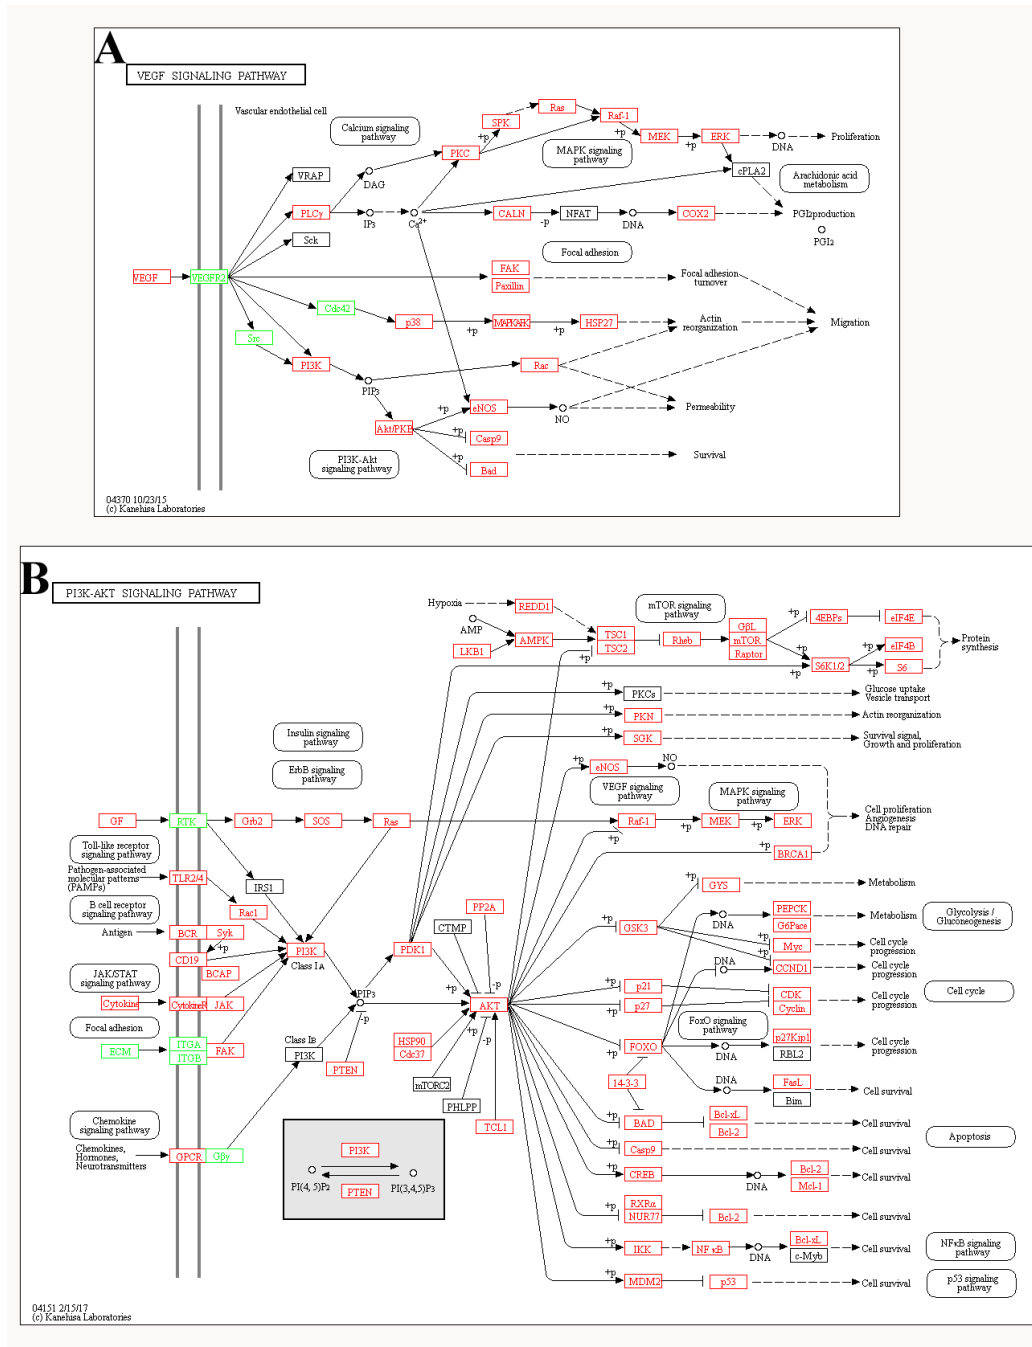 A
VEGF SIGNALING PATHWAY
Vascular endothelial cell
Calcium signaling
pathway
SPK
Ras
Raf-1
+p
+p
MAPK signaling
pathway
MEK
+p
ERK
DNA
Proliferation
PKC
DAG
VRAP
cPLA2
Arachidonic acid
metabolism
PLCγ
IP3
Ca2+
CALN
-p
NFAT
DNA
COX2
PGI2production
PGI2
Sck
Focal adhesion
VEGF
VEGFR2
FAK
Paxillin
Focal adhesion
turnover
Cdc42
p38
+p
MAPKAPK
+p
HSP27
Actin
reorganization
Migration
Src
PI3K
PIP3
Rac
+p
eNOS
NO
Permeability
Akt/PKB
+p
Casp9
+p
Bad
Survival
PI3K-Akt
signaling pathway
04370 10/23/15
(c) Kanehisa Laboratories
B
PI3K-AKT SIGNALING PATHWAY
Hypoxia
REDD1
AMP
LKB1
AMPK
TSC1
TSC2
+p
Rheb
mTOR signaling
pathway
GβL
mTOR
Raptor
+p
4EBPs
eIF4E
+p
S6K1/2
+p
eIF4B
+p
S6
Protein
synthesis
+p
PKCs
Glucose uptake
Vesicle transport
+p
PKN
Actin reorganization
+p
SGK
Survival signal,
Growth and proliferation
Insulin signaling
pathway
ErbB signaling
pathway
+p
eNOS
NO
VEGF signaling
pathway
MAPK signaling
pathway
GF
RTK
Grb2
SOS
Ras
Raf-1
+p
+p
MEK
+p
ERK
Cell proliferation
Angiogenesis
DNA repair
+p
BRCA1
Toll-like receptor
signaling pathway
Pathogen-associated
molecular patterns
(PAMPs)
TLR2/4
IRS1
Rac1
B cell receptor
signaling pathway
Antigen
BCR
Syk
+p
CD19
BCAP
PI3K
Class IA
PDK1
CTMP
PP2A
+p
GYS
Metabolism
+p
GSK3
DNA
PEPCK
G6Pace
Metabolism
Glycolysis /
Gluconeogenesis
Myc
Cell cycle
progression
DNA
CCND1
Cell cycle
progression
JAK/STAT
signaling pathway
Cytokine
CytokineR
JAK
PIP3
-p
+p
-p
AKT
+p
-p
+p
p21
+p
p27
CDK
Cyclin
Cell cycle
progression
Cell cycle
Focal adhesion
ECM
ITGA
ITGB
FAK
Class IB
PI3K
PTEN
HSP90
Cdc37
mTORC2
PHLPP
TCL1
FoxO signaling
pathway
+p
FOXO
DNA
p27Kip1
RBL2
Cell cycle
progression
14-3-3
DNA
FasL
Bim
Cell survival
Chemokine
signaling pathway
Chemokines,
Hormones,
Neurotransmitters
GPCR
Gβγ
PI3K
PI(4, 5)P2
PI(3,4,5)P3
PTEN
+p
BAD
Bcl-xL
Bcl-2
Cell survival
Apoptosis
+p
Casp9
Cell survival
+p
CREB
DNA
Bcl-2
Mcl-1
Cell survival
+p
RXRα
NUR77
Bcl-2
Cell survival
+p
IKK
NFκB
DNA
Bcl-xL
c-Myb
Cell survival
NFκB signaling
pathway
+p
MDM2
p53
Cell survival
p53 signaling
pathway
04151 2/15/17
(c) Kanehisa Laboratories